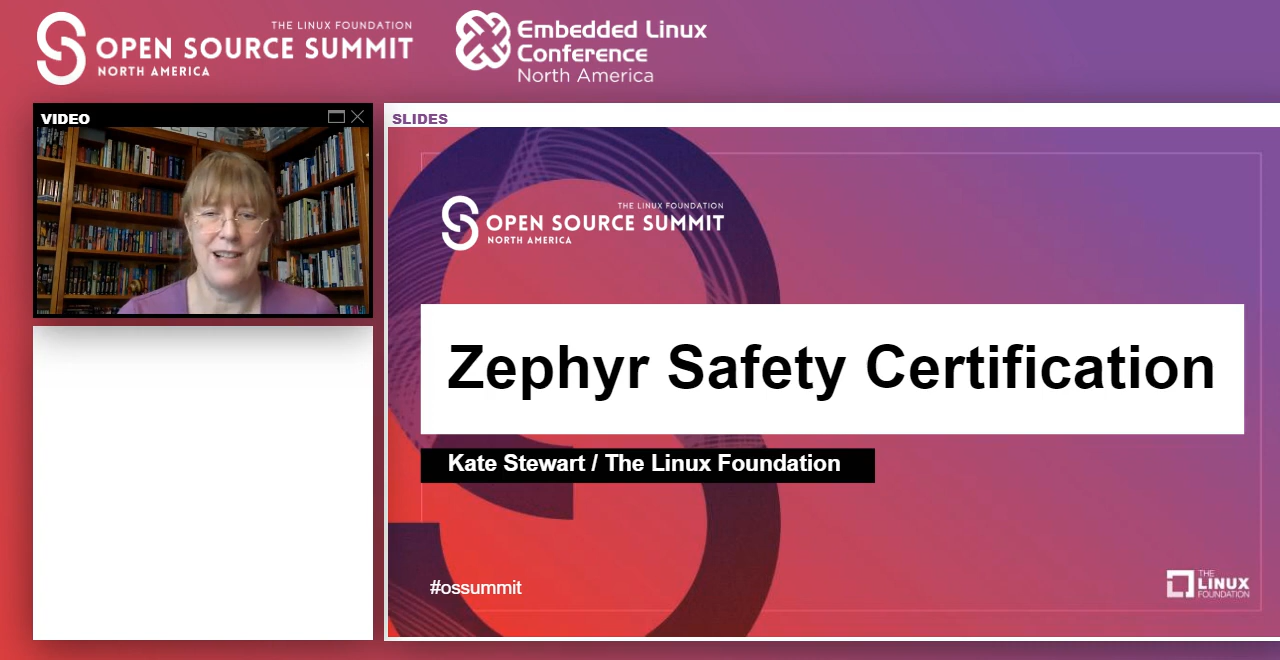 THE LINUX FOUNDATION
OPEN SOURCE SUMMIT
NORTH AMERICA
Embedded Linux
Conference
North America
VIDEO
SLIDES
THE LINUX FOUNDATION
OPEN SOURCE SUMMIT
NORTH AMERICA
Zephyr Safety Certification
Kate Stewart / The Linux Foundation
#ossummit
THE
LINUX
FOUNDATION